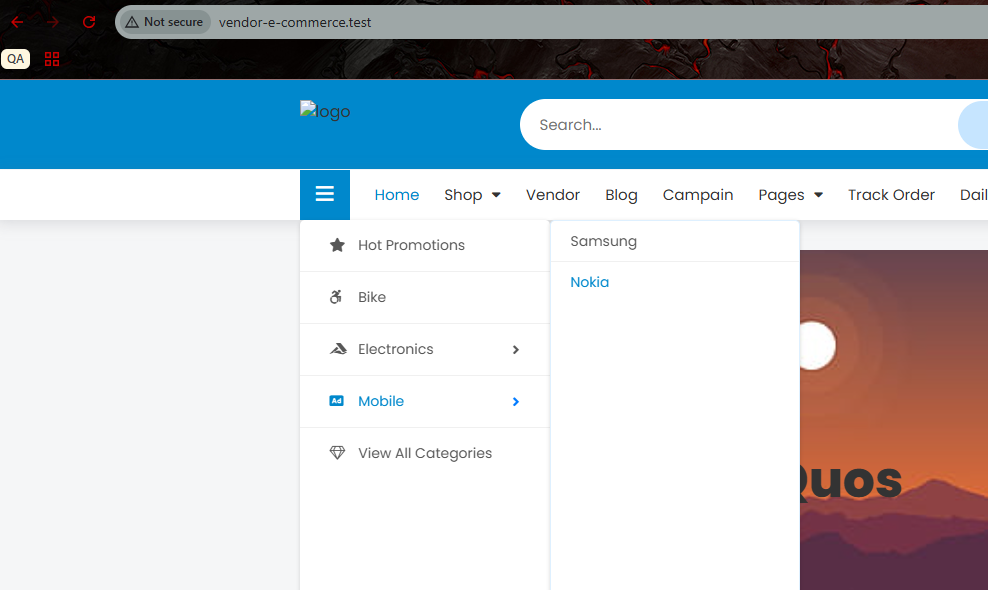 Not secure vendor-e-commerce.test
QA
logo
Search...
Home Shop Vendor Blog Campain Pages Track Order
Hot Promotions
Samsung
Nokia
Bike
Electronics
Ad Mobile
View All Categories